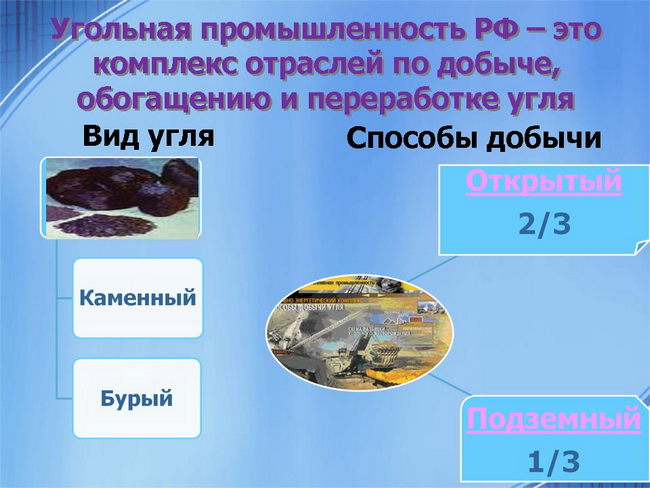 Угольная промышленность РФ – это
комплекс отраслей по добыче,
обогащению и переработке угля
Вид угля
Способы добычи
Открытый
2/3
Каменный
Бурый
Подземный
1/3